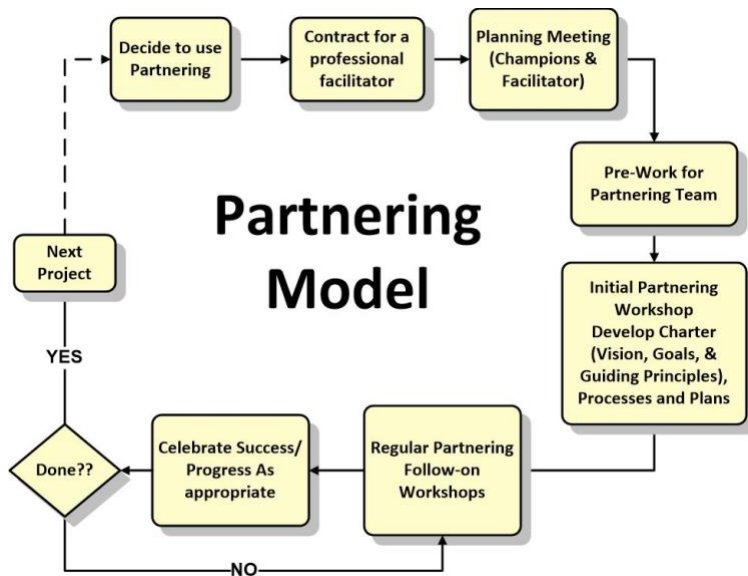 Decide to use
Partnering
Contract for a
professional
facilitator
Planning Meeting
(Champions &
Facilitator)
Pre-Work for
Partnering Team
Partnering
Model
Next
Project
Initial Partnering
Workshop
Develop Charter
(Vision, Goals, &
Guiding Principles),
Processes and Plans
YES
Done??
Celebrate Success/
Progress As
appropriate
Regular Partnering
Follow-on
Workshops
NO